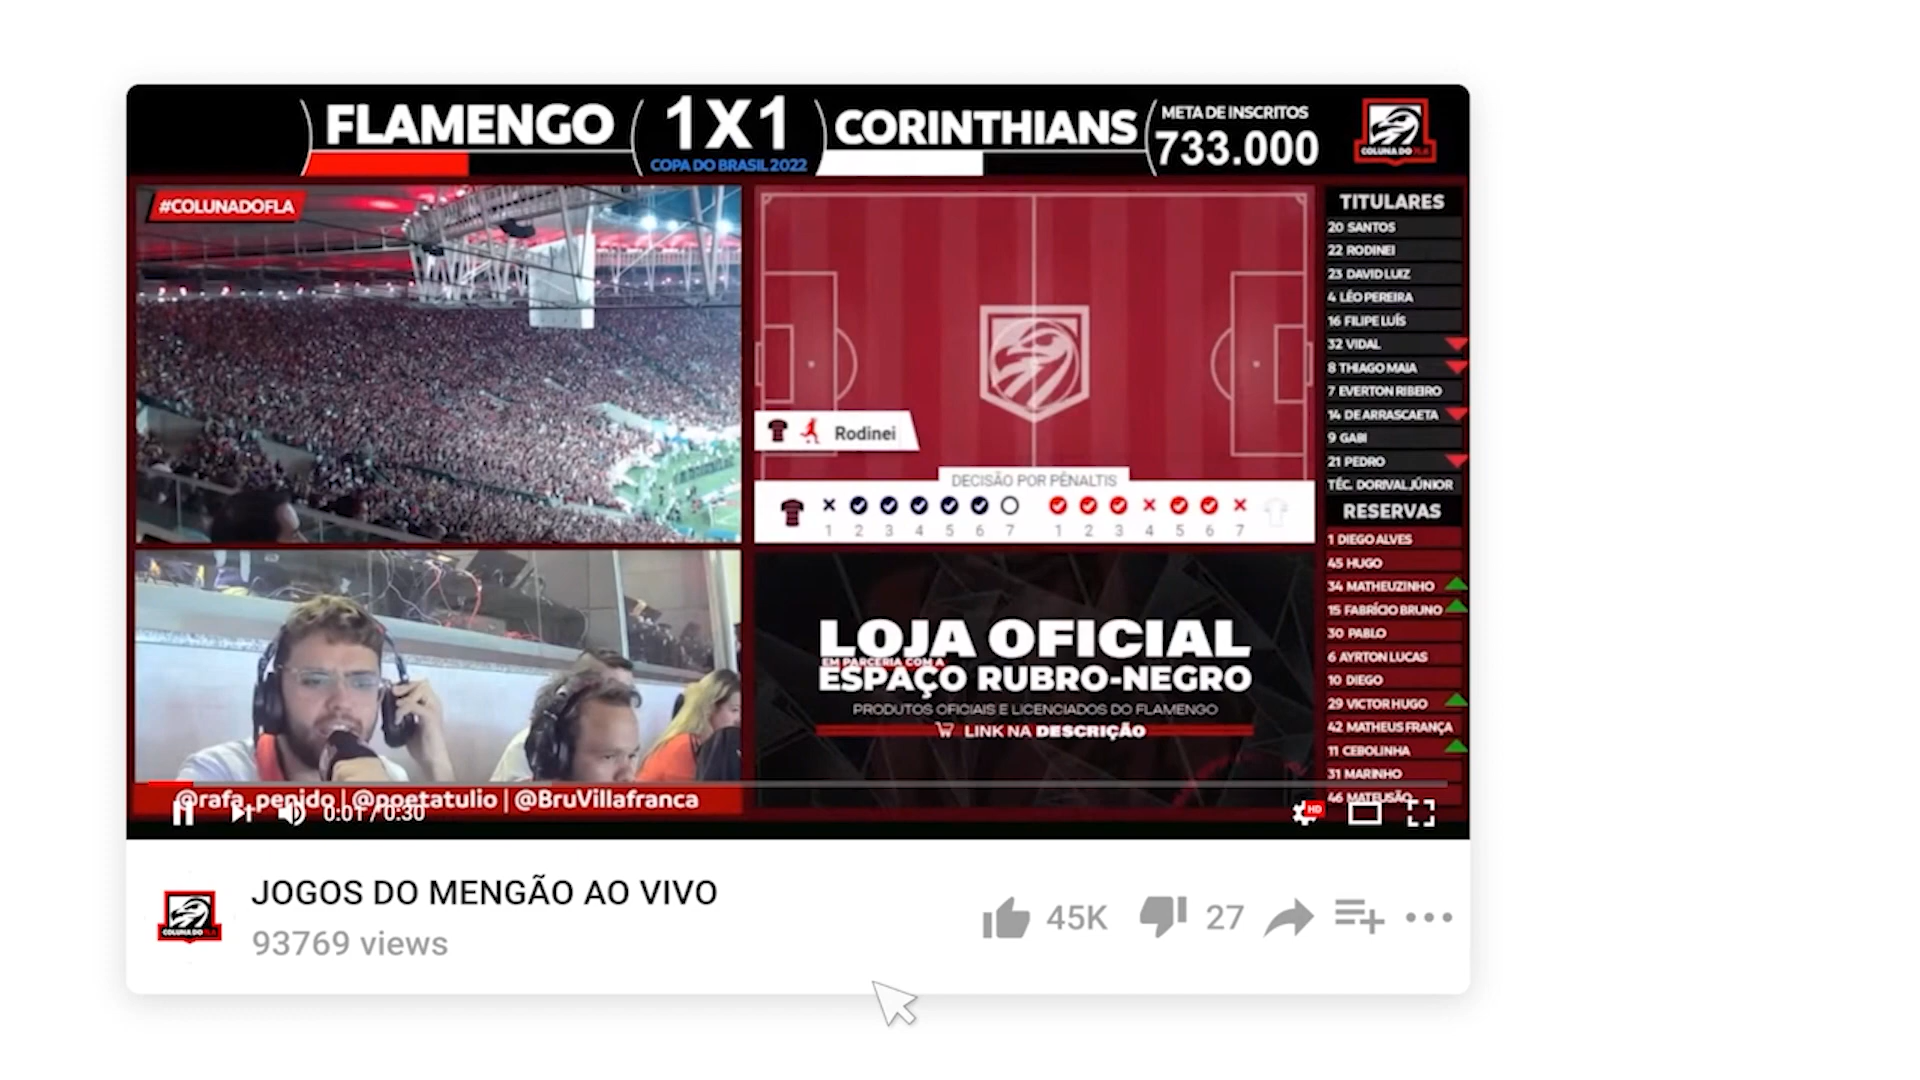 FLAMENGO 1X1 CORINTHIANS
COPA DO BRASIL 2022
META DE INSCRITOS
733.000
COLUNA DO FLA
#COLUNADOFLA
Rodinei
DECISÃO POR PÊNALTIS
1 2 3 4 5 6 7 1 2 3 4 5 6 7
TITULARES
20 SANTOS
22 RODINEI
23 DAVID LUIZ
4 LÉO PEREIRA
16 FILIPE LUÍS
32 VIDAL
8 THIAGO MAIA
7 EVERTON RIBEIRO
14 DE ARRASCAETA
9 GABI
21 PEDRO
TÉC. DORIVAL JÚNIOR
RESERVAS
1 DIEGO ALVES
45 HUGO
34 MATHEUZINHO
15 FABRÍCIO BRUNO
30 PABLO
6 AYRTON LUCAS
10 DIEGO
29 VICTOR HUGO
42 MATHEUS FRANÇA
11 CEBOLINHA
31 MARINHO
46 MATEUSÃO
LOJA OFICIAL
EM PARCERIA COM A
ESPAÇO RUBRO-NEGRO
PRODUTOS OFICIAIS E LICENCIADOS DO FLAMENGO
LINK NA DESCRIÇÃO
@rafa_penido | @poetatulio | @BruVillafranca
0:01 / 0:30
HD
COLUNA DO FLA
JOGOS DO MENGÃO AO VIVO
93769 views
45K
27